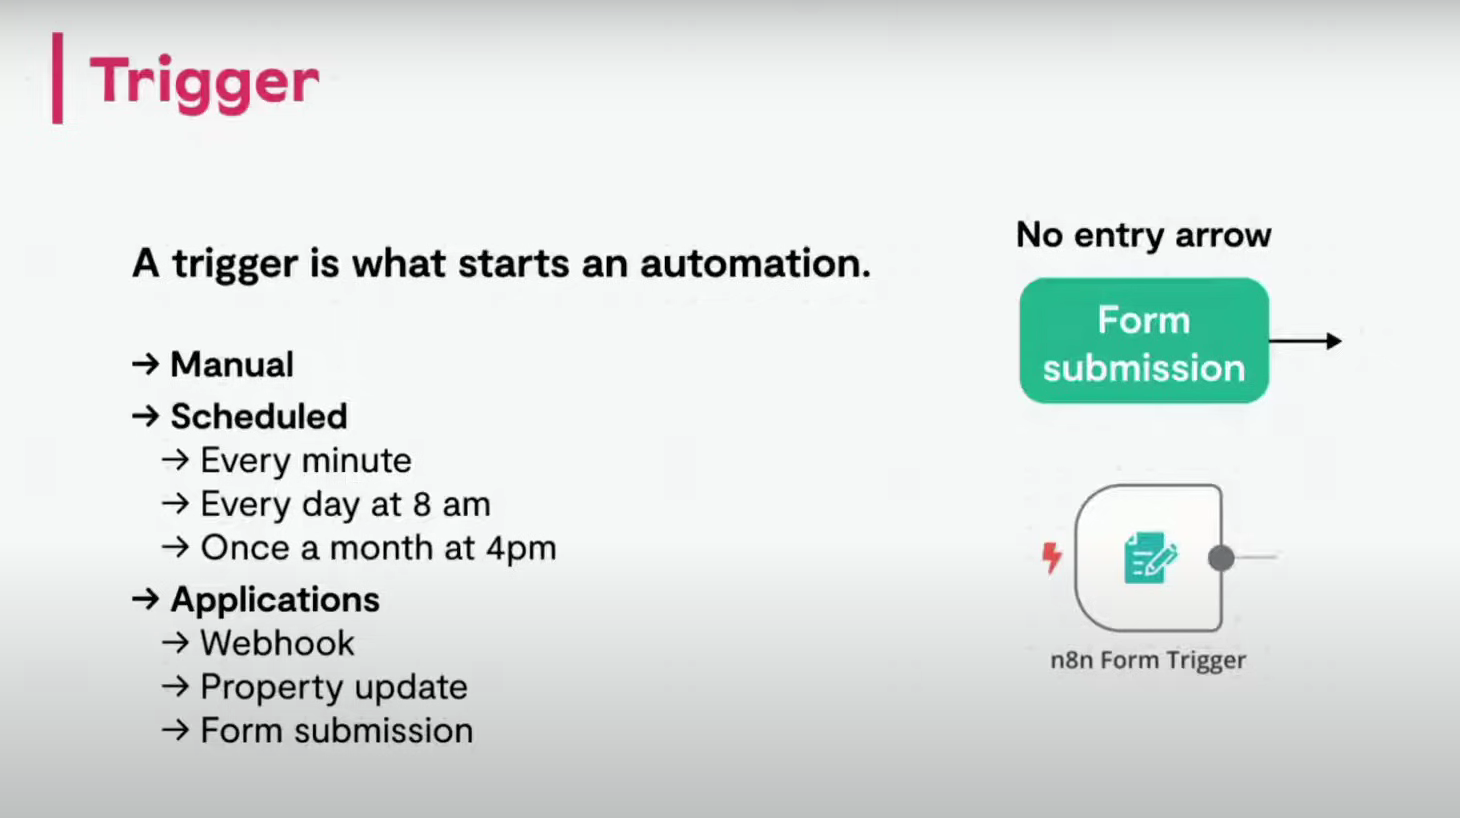 Trigger
A trigger is what starts an automation.
→ Manual
→ Scheduled
→ Every minute
→ Every day at 8 am
→ Once a month at 4pm
→ Applications
→ Webhook
→ Property update
→ Form submission
No entry arrow
Form
submission
n8n Form Trigger